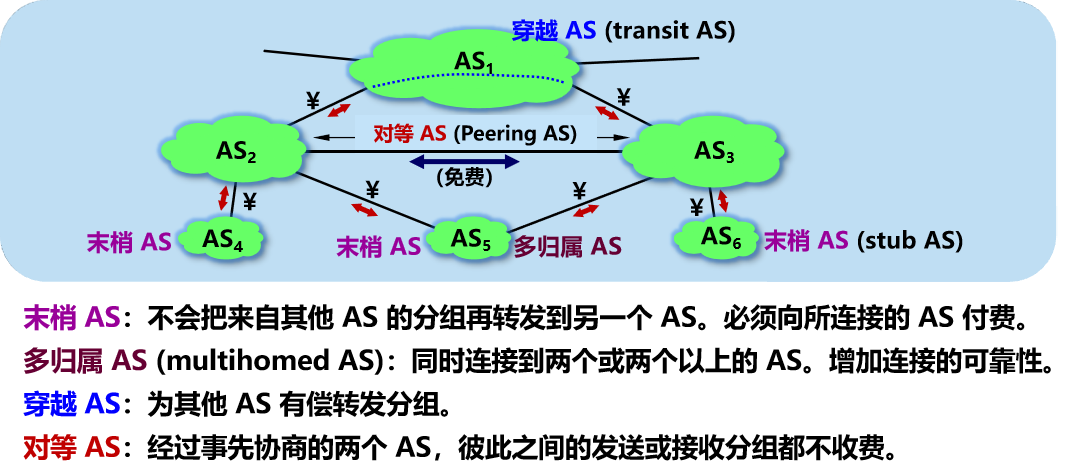 穿越 AS (transit AS)
AS1
¥ ¥
对等 AS (Peering AS)
AS2 AS3
(免费)
¥ ¥ ¥ ¥
末梢 AS AS4 末梢 AS AS5 多归属 AS AS6 末梢 AS (stub AS)
末梢 AS：不会把来自其他 AS 的分组再转发到另一个 AS。必须向所连接的 AS 付费。
多归属 AS (multihomed AS)：同时连接到两个或两个以上的 AS。增加连接的可靠性。
穿越 AS：为其他 AS 有偿转发分组。
对等 AS：经过事先协商的两个 AS，彼此之间的发送或接收分组都不收费。